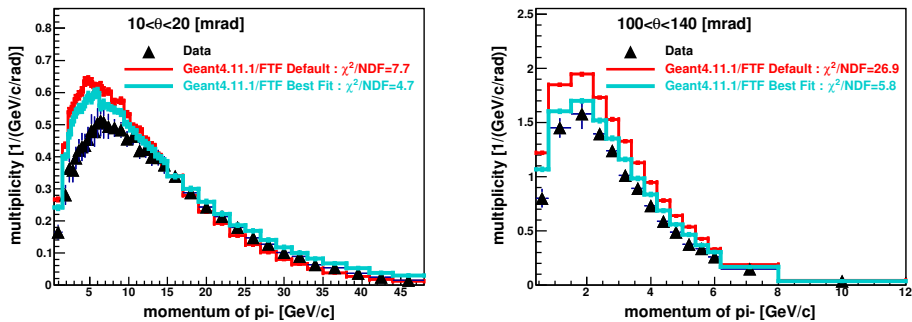 10<θ<20 [mrad]
Data
Geant4.11.1/FTF Default : χ²/NDF=7.7
Geant4.11.1/FTF Best Fit : χ²/NDF=4.7
multiplicity [1/(GeV/c/rad)]
0.8
0.7
0.6
0.5
0.4
0.3
0.2
0.1
0
5 10 15 20 25 30 35 40 45
momentum of pi- [GeV/c]
100<θ<140 [mrad]
Data
Geant4.11.1/FTF Default : χ²/NDF=26.9
Geant4.11.1/FTF Best Fit : χ²/NDF=5.8
multiplicity [1/(GeV/c/rad)]
2.5
2
1.5
1
0.5
0
2 4 6 8 10 12
momentum of pi- [GeV/c]